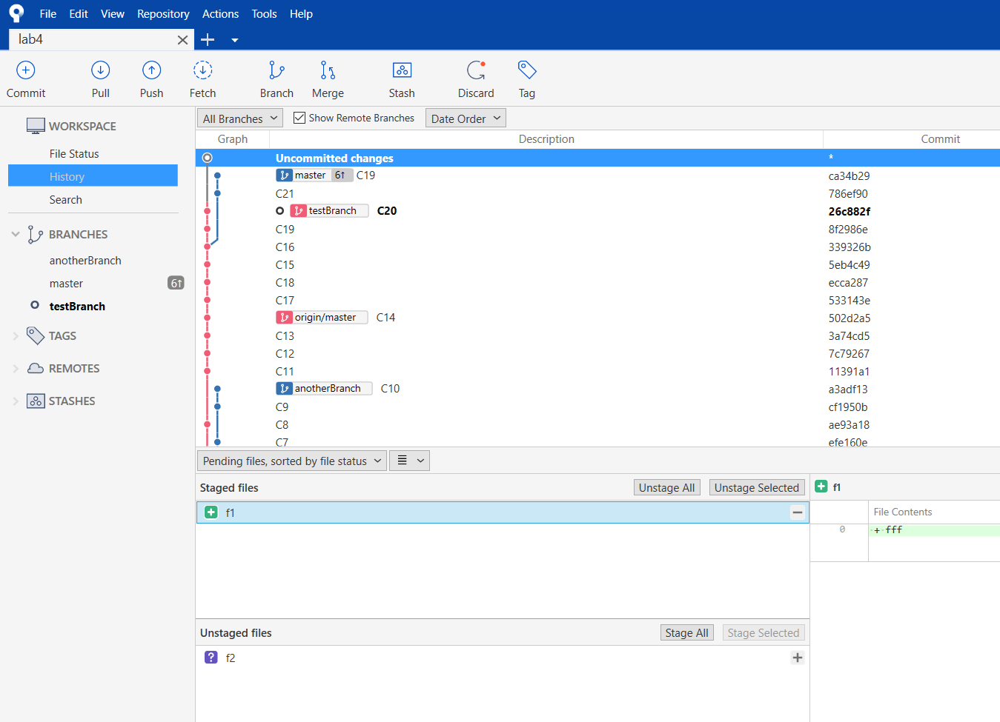 File Edit View Repository Actions Tools Help
lab4
Commit Pull Push Fetch Branch Merge Stash Discard Tag
WORKSPACE
File Status
History
Search
BRANCHES
anotherBranch
master 6↑
testBranch
TAGS
REMOTES
STASHES
All Branches Show Remote Branches Date Order
Graph Description Commit
Uncommitted changes *
master 6↑ C19 ca34b29
C21 786ef90
testBranch C20 26c882f
C19 8f2986e
C16 339326b
C15 5eb4c49
C18 ecca287
C17 533143e
origin/master C14 502d2a5
C13 3a74cd5
C12 7c79267
C11 11391a1
anotherBranch C10 a3adf13
C9 cf1950b
C8 ae93a18
C7 efe160e
Pending files, sorted by file status
Staged files Unstage All Unstage Selected
f1
Unstaged files Stage All Stage Selected
f2
f1
File Contents
0 + fff